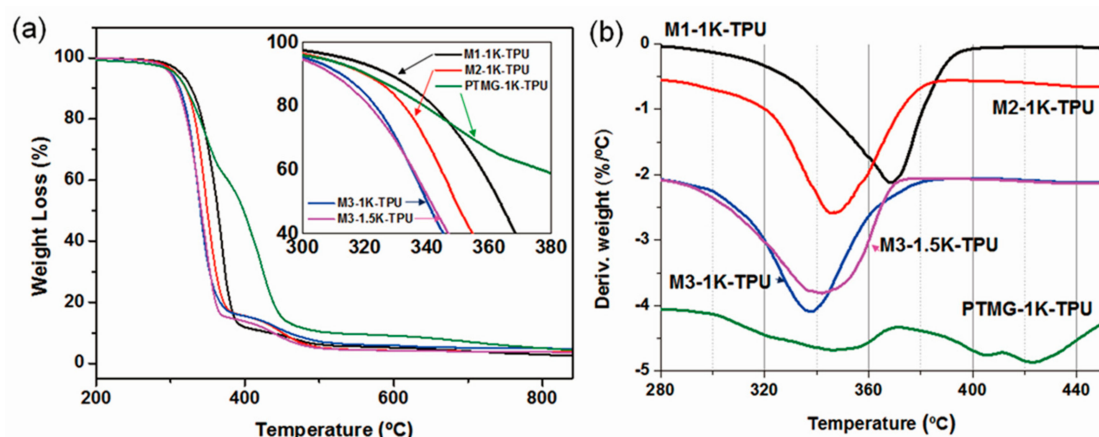 (a)
100
80
60
40
20
0
Weight Loss (%)
200
400
600
800
Temperature (ºC)
100
80
60
40
300
320
340
360
380
M1-1K-TPU
M2-1K-TPU
PTMG-1K-TPU
M3-1K-TPU
M3-1.5K-TPU
(b)
M1-1K-TPU
M2-1K-TPU
M3-1.5K-TPU
M3-1K-TPU
PTMG-1K-TPU
0
-1
-2
-3
-4
-5
Deriv. weight (%/ºC)
280
320
360
400
440
Temperature (ºC)